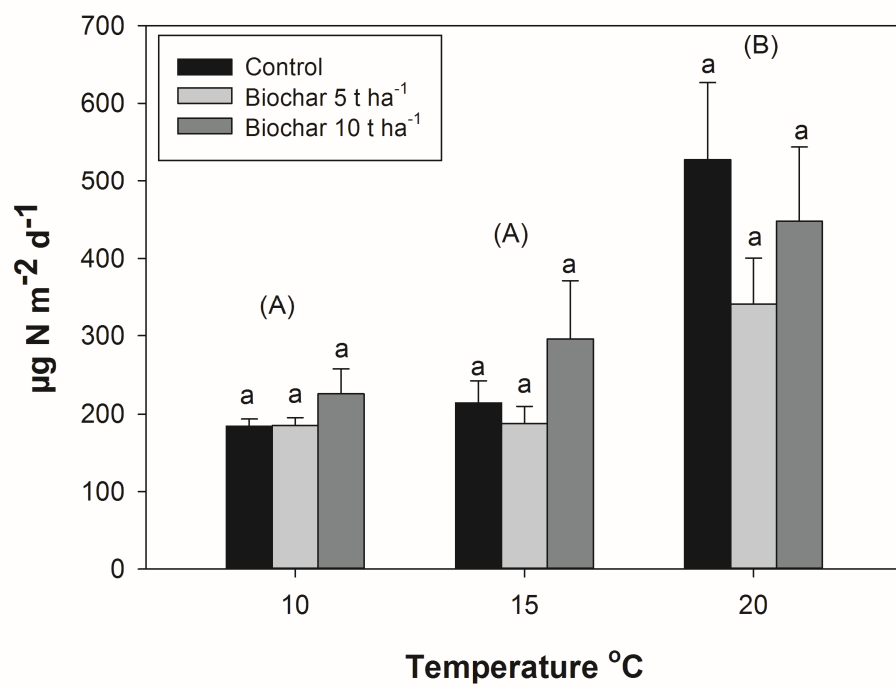 700
600
500
400
300
200
100
0
µg N m-2 d-1
Control
Biochar 5 t ha-1
Biochar 10 t ha-1
(A)
(A)
(B)
a
a
a
a
a
a
a
a
a
10
15
20
Temperature oC